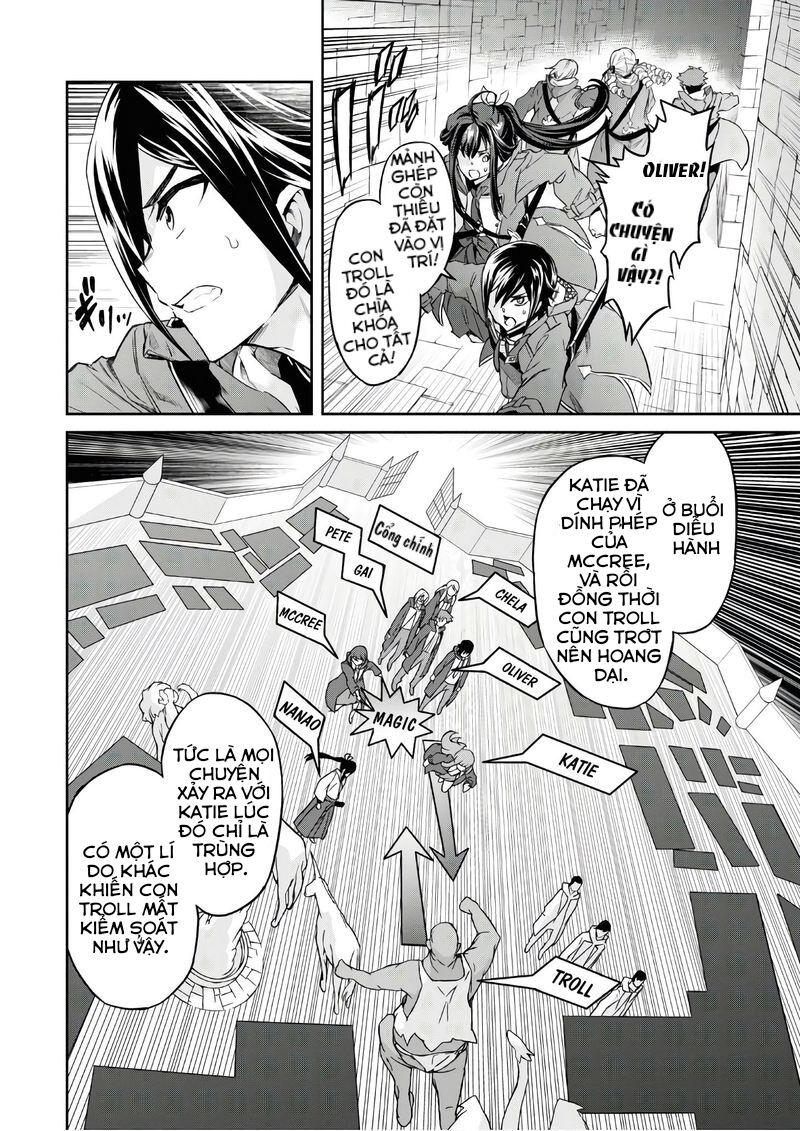 OLIVER!
CÓ
CHUYỆN
GÌ
VẬY?!
MẢNH
GHÉP
CÒN
THIẾU
ĐÃ ĐẶT
VÀO VỊ
TRÍ!
CON
TROLL
ĐÓ LÀ
CHÌA
KHÓA
CHO TẤT
CẢ!
Ở BUỔI
DIỄU
HÀNH
KATIE ĐÃ
CHẠY VÌ
DÍNH PHÉP
CỦA
MCCREE,
VÀ RỒI
ĐỒNG THỜI
CON TROLL
CŨNG TRỞT
NÊN HOANG
DẠI.
Cổng chính
PETE
GAI
CHELA
MCCREE
OLIVER
NANAO
MAGIC
KATIE
TROLL
TỨC LÀ MỌI
CHUYỆN
XẢY RA VỚI
KATIE LÚC
ĐÓ CHỈ LÀ
TRÙNG
HỢP.
CÓ MỘT LÍ
DO KHÁC
KHIẾN CON
TROLL MẤT
KIỂM SOÁT
NHƯ VẬY.